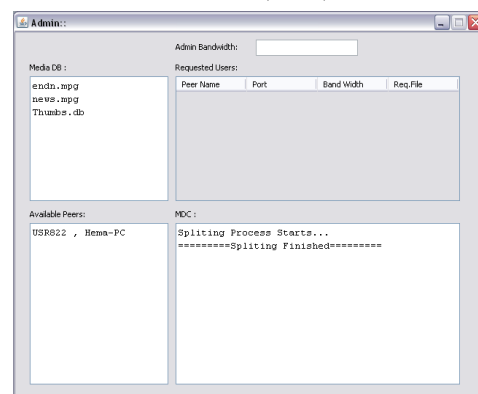 Admin::
Admin Bandwidth:
Media DB :
endn.mpg
news.mpg
Thumbs.db
Requested Users:
Peer Name Port Band Width Req.File
Available Peers:
USR822 , Hema-PC
MDC :
Spliting Process Starts...
=========Spliting Finished=========